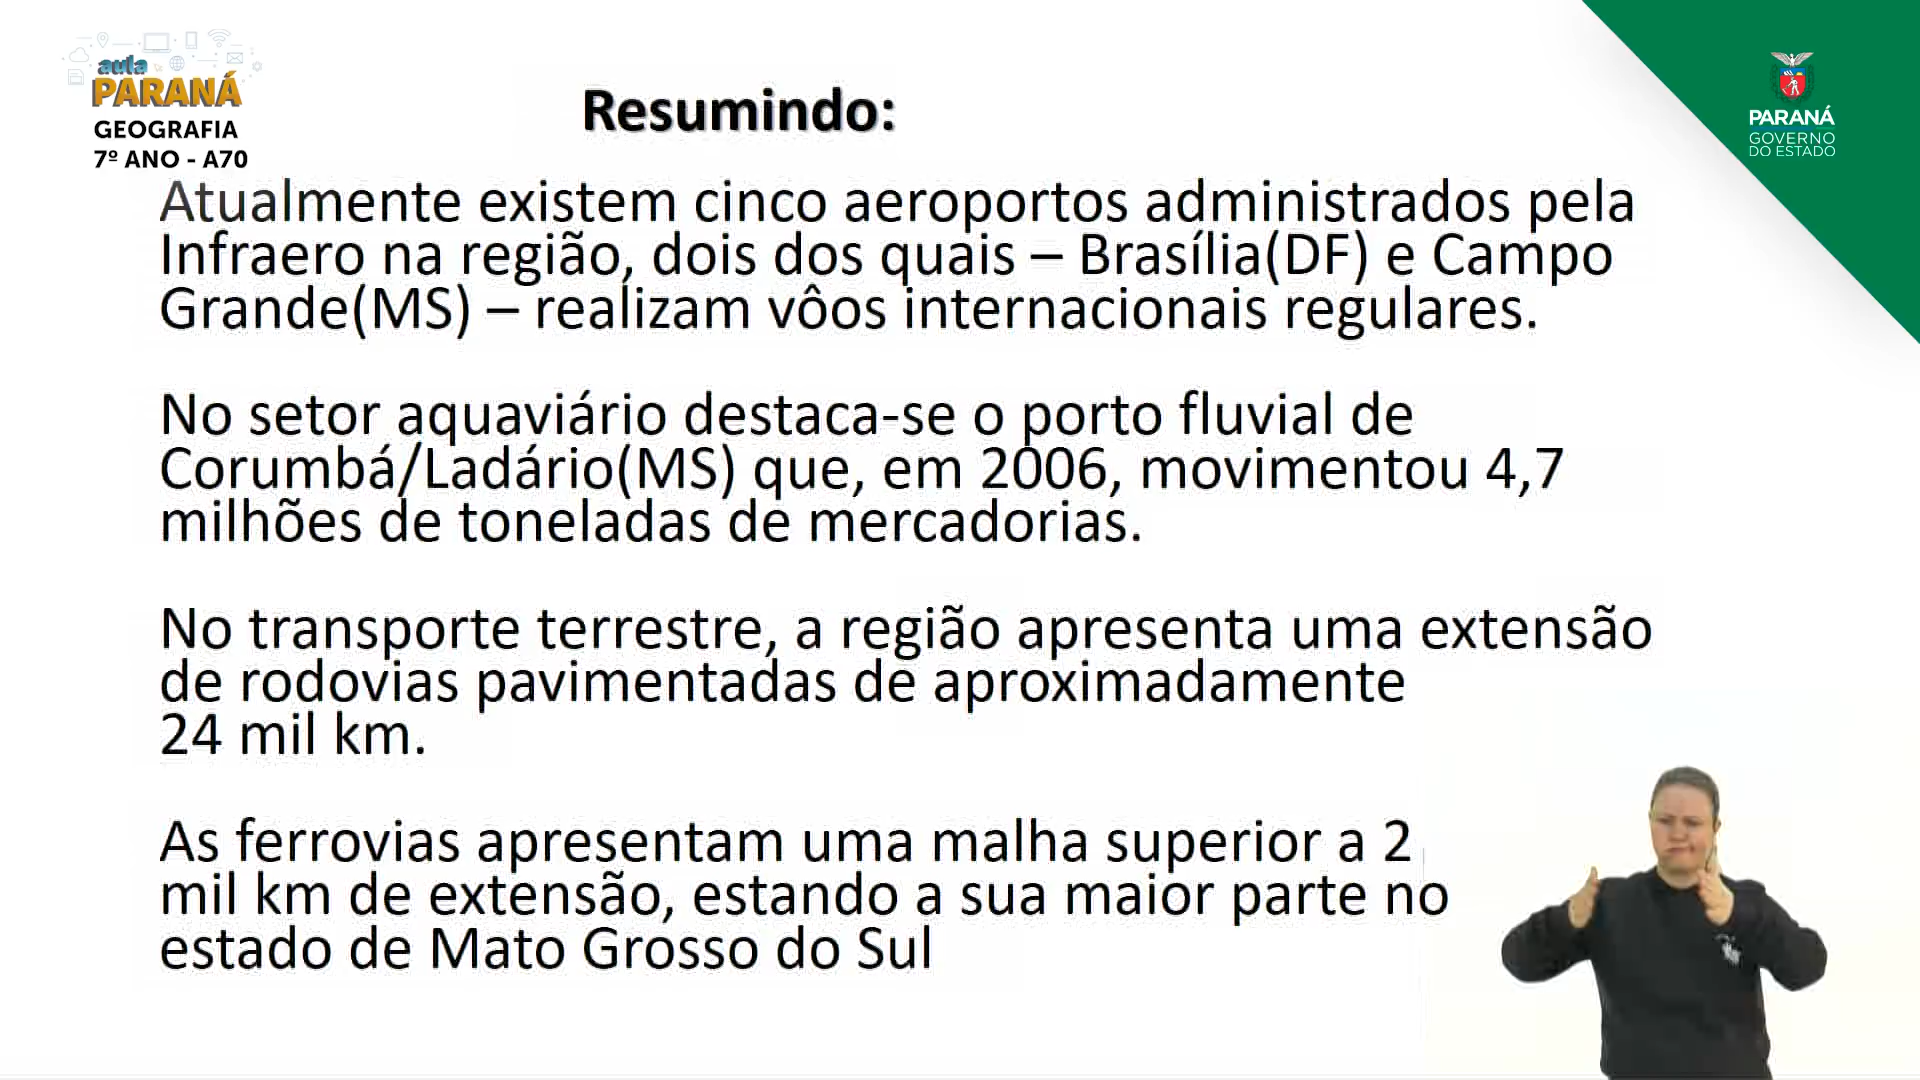 aula
PARANÁ
GEOGRAFIA
7º ANO - A70
PARANÁ
GOVERNO
DO ESTADO
Resumindo:
Atualmente existem cinco aeroportos administrados pela
Infraero na região, dois dos quais – Brasília(DF) e Campo
Grande(MS) – realizam vôos internacionais regulares.
No setor aquaviário destaca-se o porto fluvial de
Corumbá/Ladário(MS) que, em 2006, movimentou 4,7
milhões de toneladas de mercadorias.
No transporte terrestre, a região apresenta uma extensão
de rodovias pavimentadas de aproximadamente
24 mil km.
As ferrovias apresentam uma malha superior a 2
mil km de extensão, estando a sua maior parte no
estado de Mato Grosso do Sul